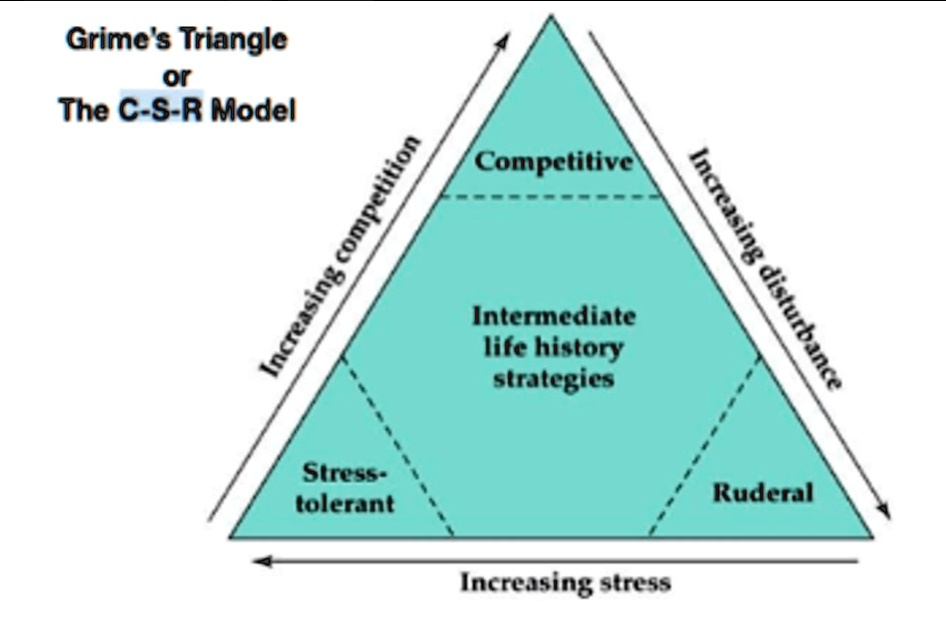 Grime's Triangle
or
The C-S-R Model
Increasing competition
Competitive
Increasing disturbance
Intermediate
life history
strategies
Stress-
tolerant
Ruderal
Increasing stress